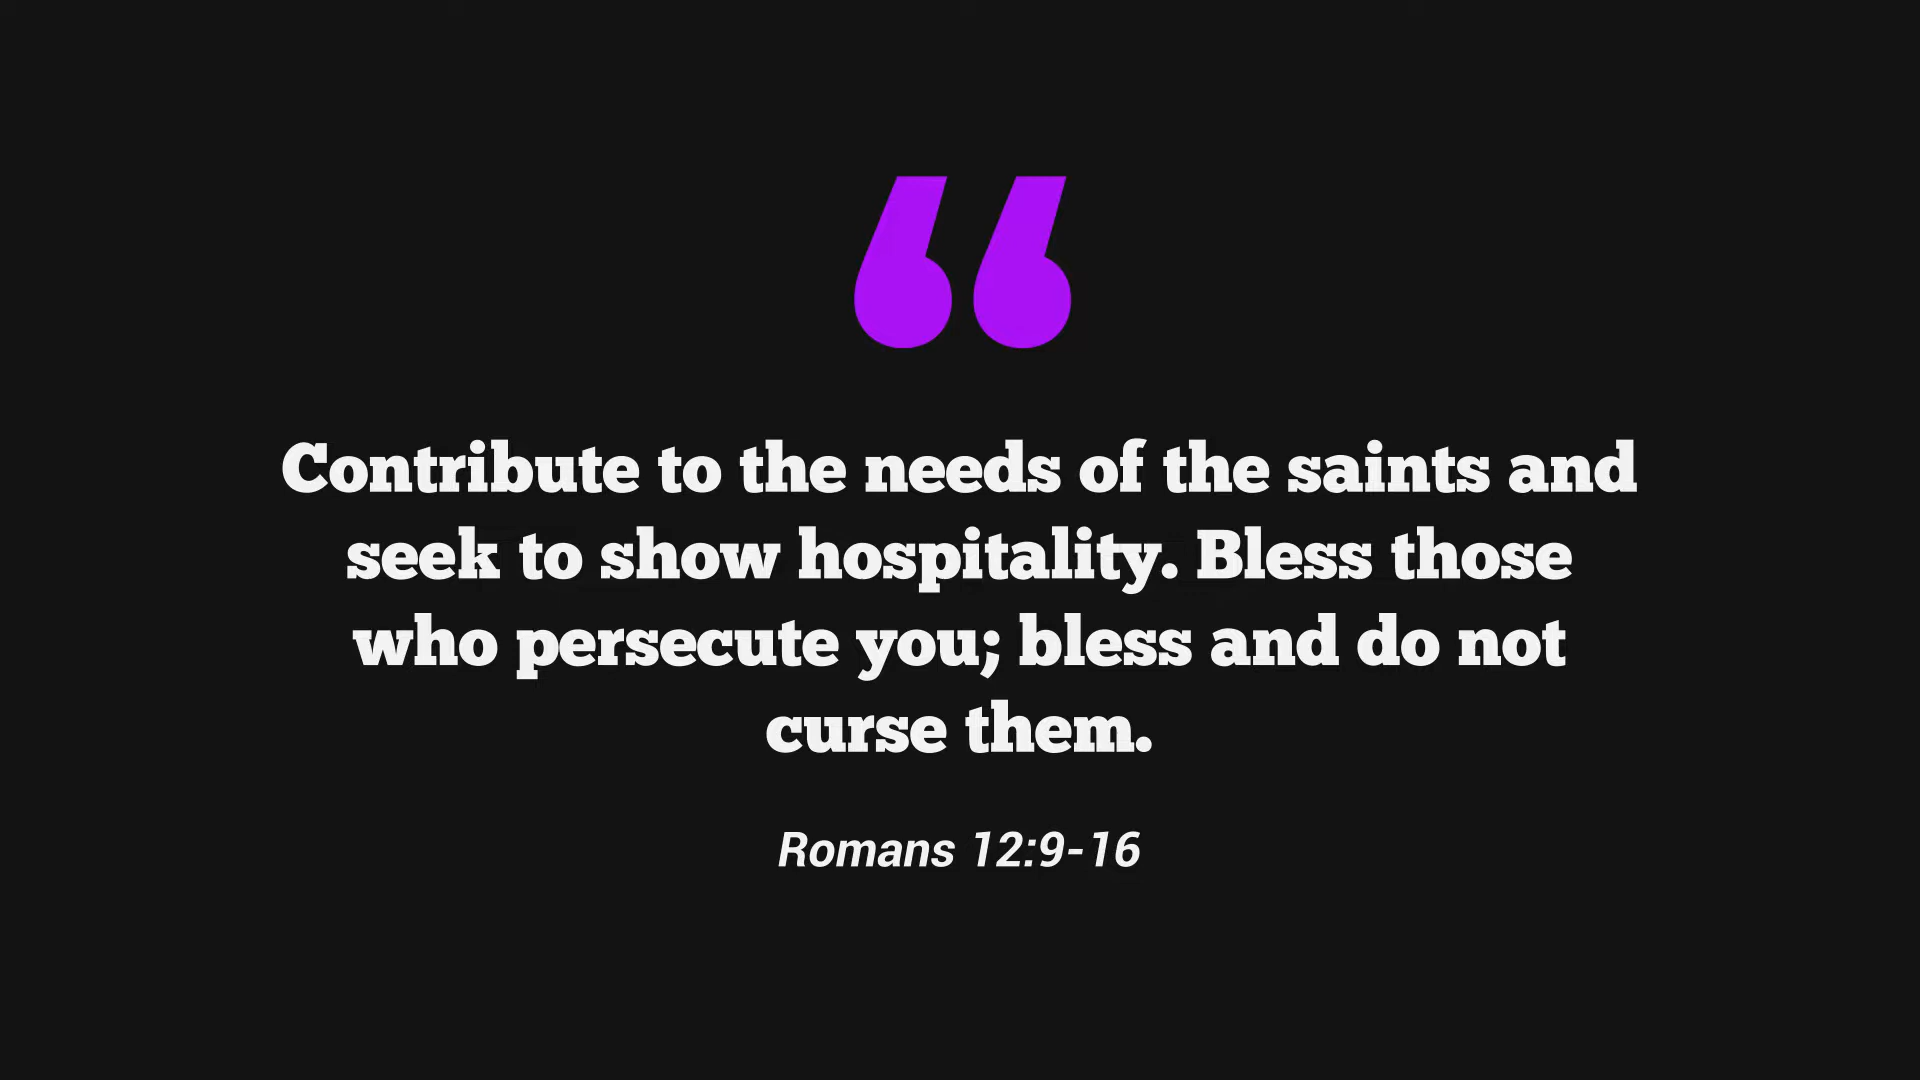 “
Contribute to the needs of the saints and
seek to show hospitality. Bless those
who persecute you; bless and do not
curse them.
Romans 12:9-16